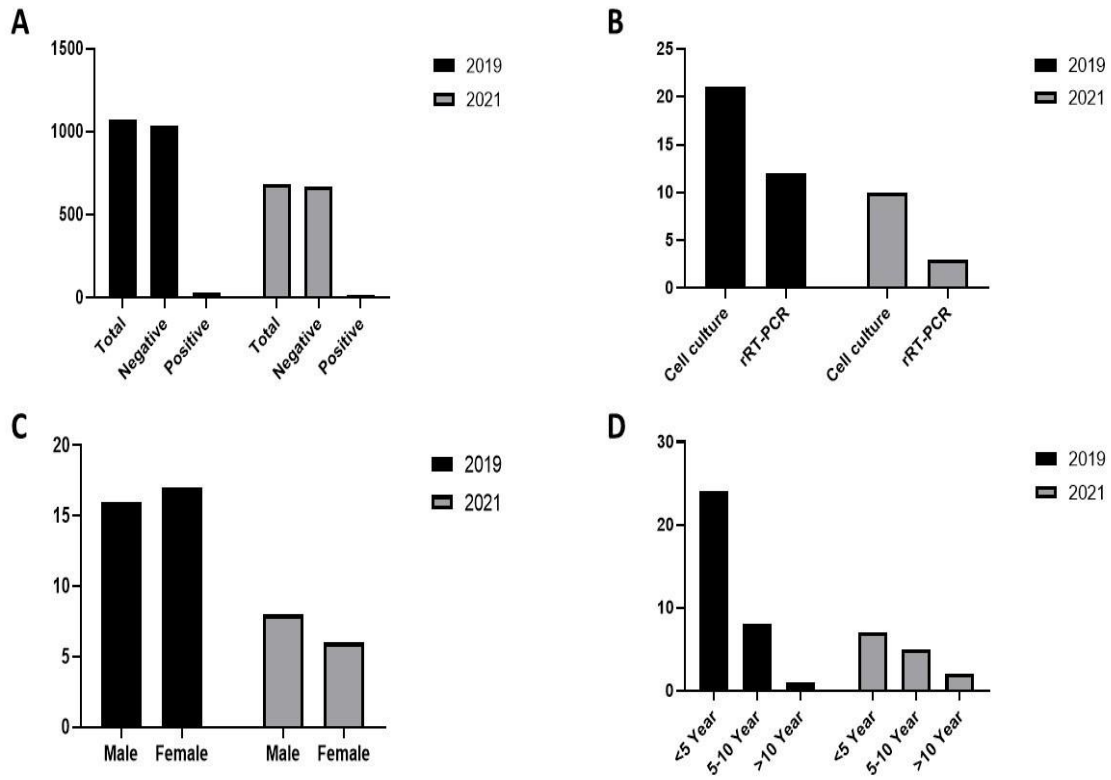 A
1500
1000
500
0
Total
Negative
Positive
Total
Negative
Positive
2019
2021
B
25
20
15
10
5
0
Cell culture
rRT-PCR
Cell culture
rRT-PCR
2019
2021
C
20
15
10
5
0
Male
Female
Male
Female
2019
2021
D
30
20
10
0
<5 Year
5-10 Year
>10 Year
<5 Year
5-10 Year
>10 Year
2019
2021